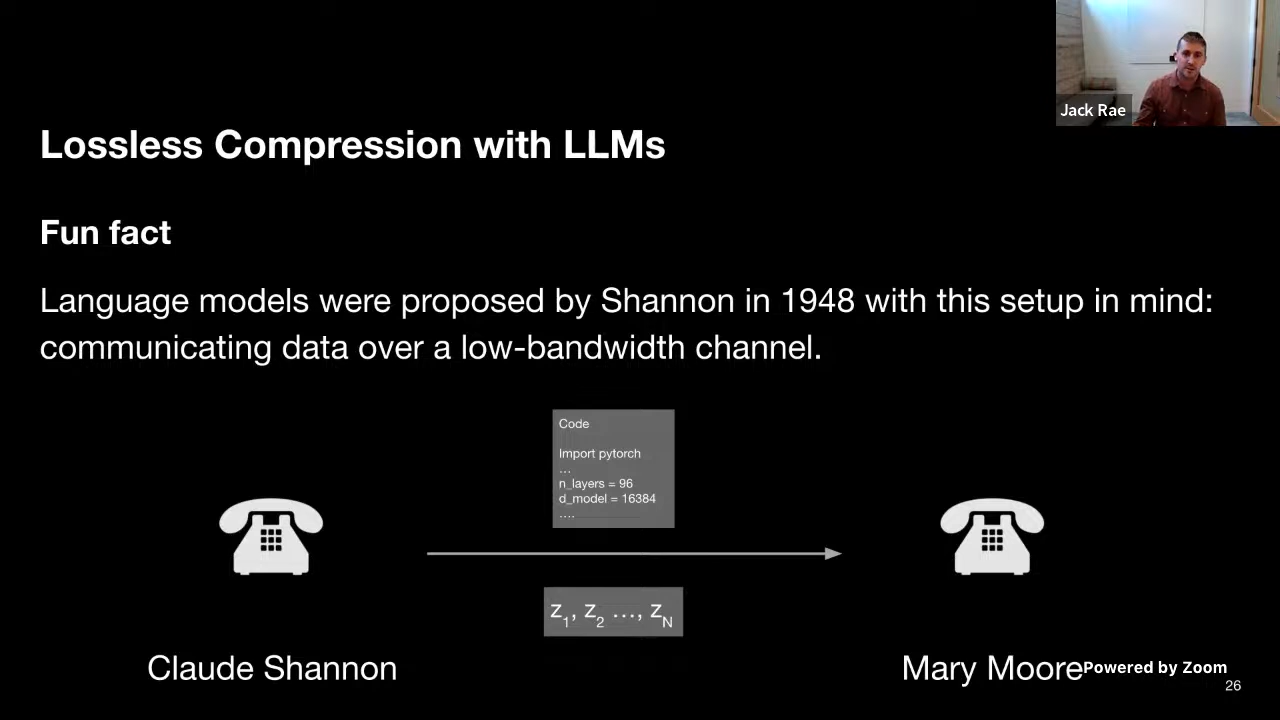 Jack Rae
Lossless Compression with LLMs
Fun fact
Language models were proposed by Shannon in 1948 with this setup in mind:
communicating data over a low-bandwidth channel.
Code
Import pytorch
...
n_layers = 96
d_model = 16384
....
z1, z2 ..., zN
Claude Shannon
Mary Moore
Powered by Zoom
26